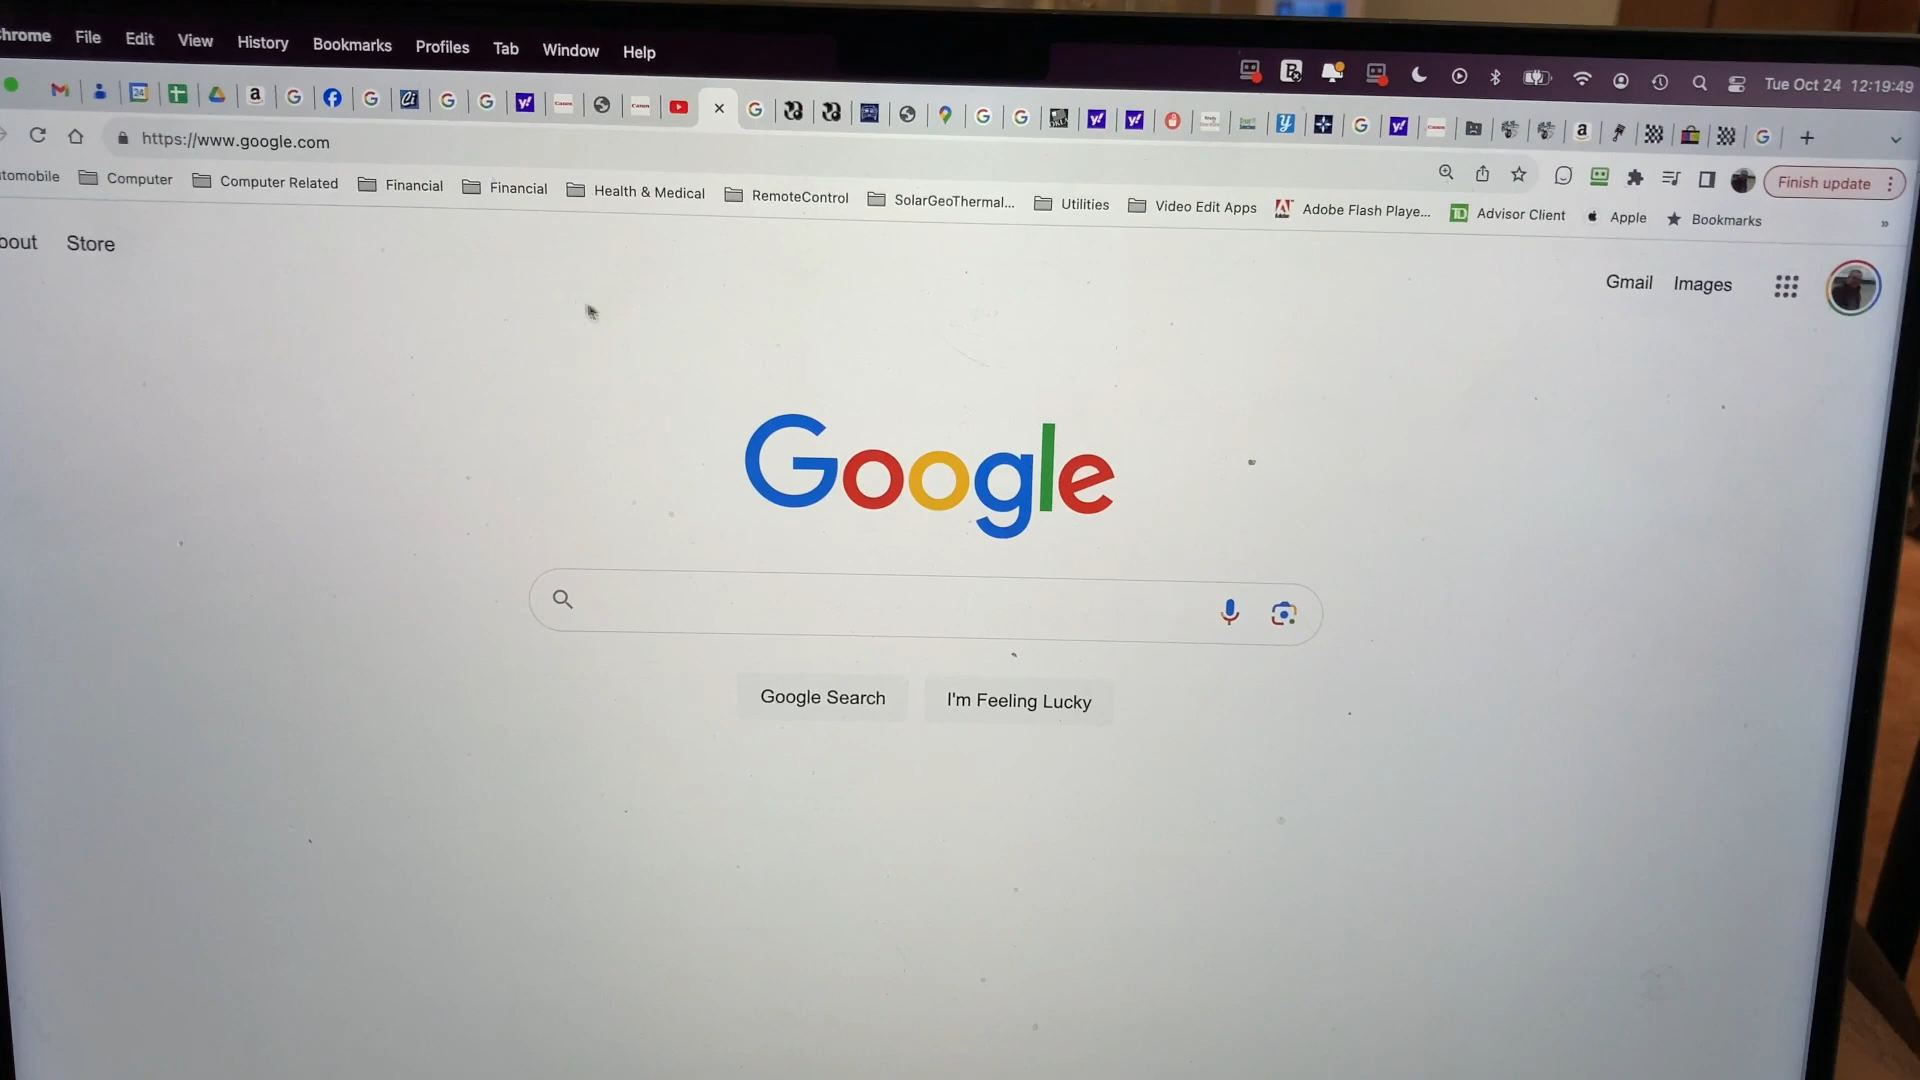 hrome File Edit View History Bookmarks Profiles Tab Window Help
Tue Oct 24 12:19:49
https://www.google.com
Finish update
tomobile Computer Computer Related Financial Financial Health & Medical RemoteControl SolarGeoThermal... Utilities Video Edit Apps Adobe Flash Playe... Advisor Client Apple Bookmarks »
bout Store
Gmail Images
Google
Google Search I'm Feeling Lucky